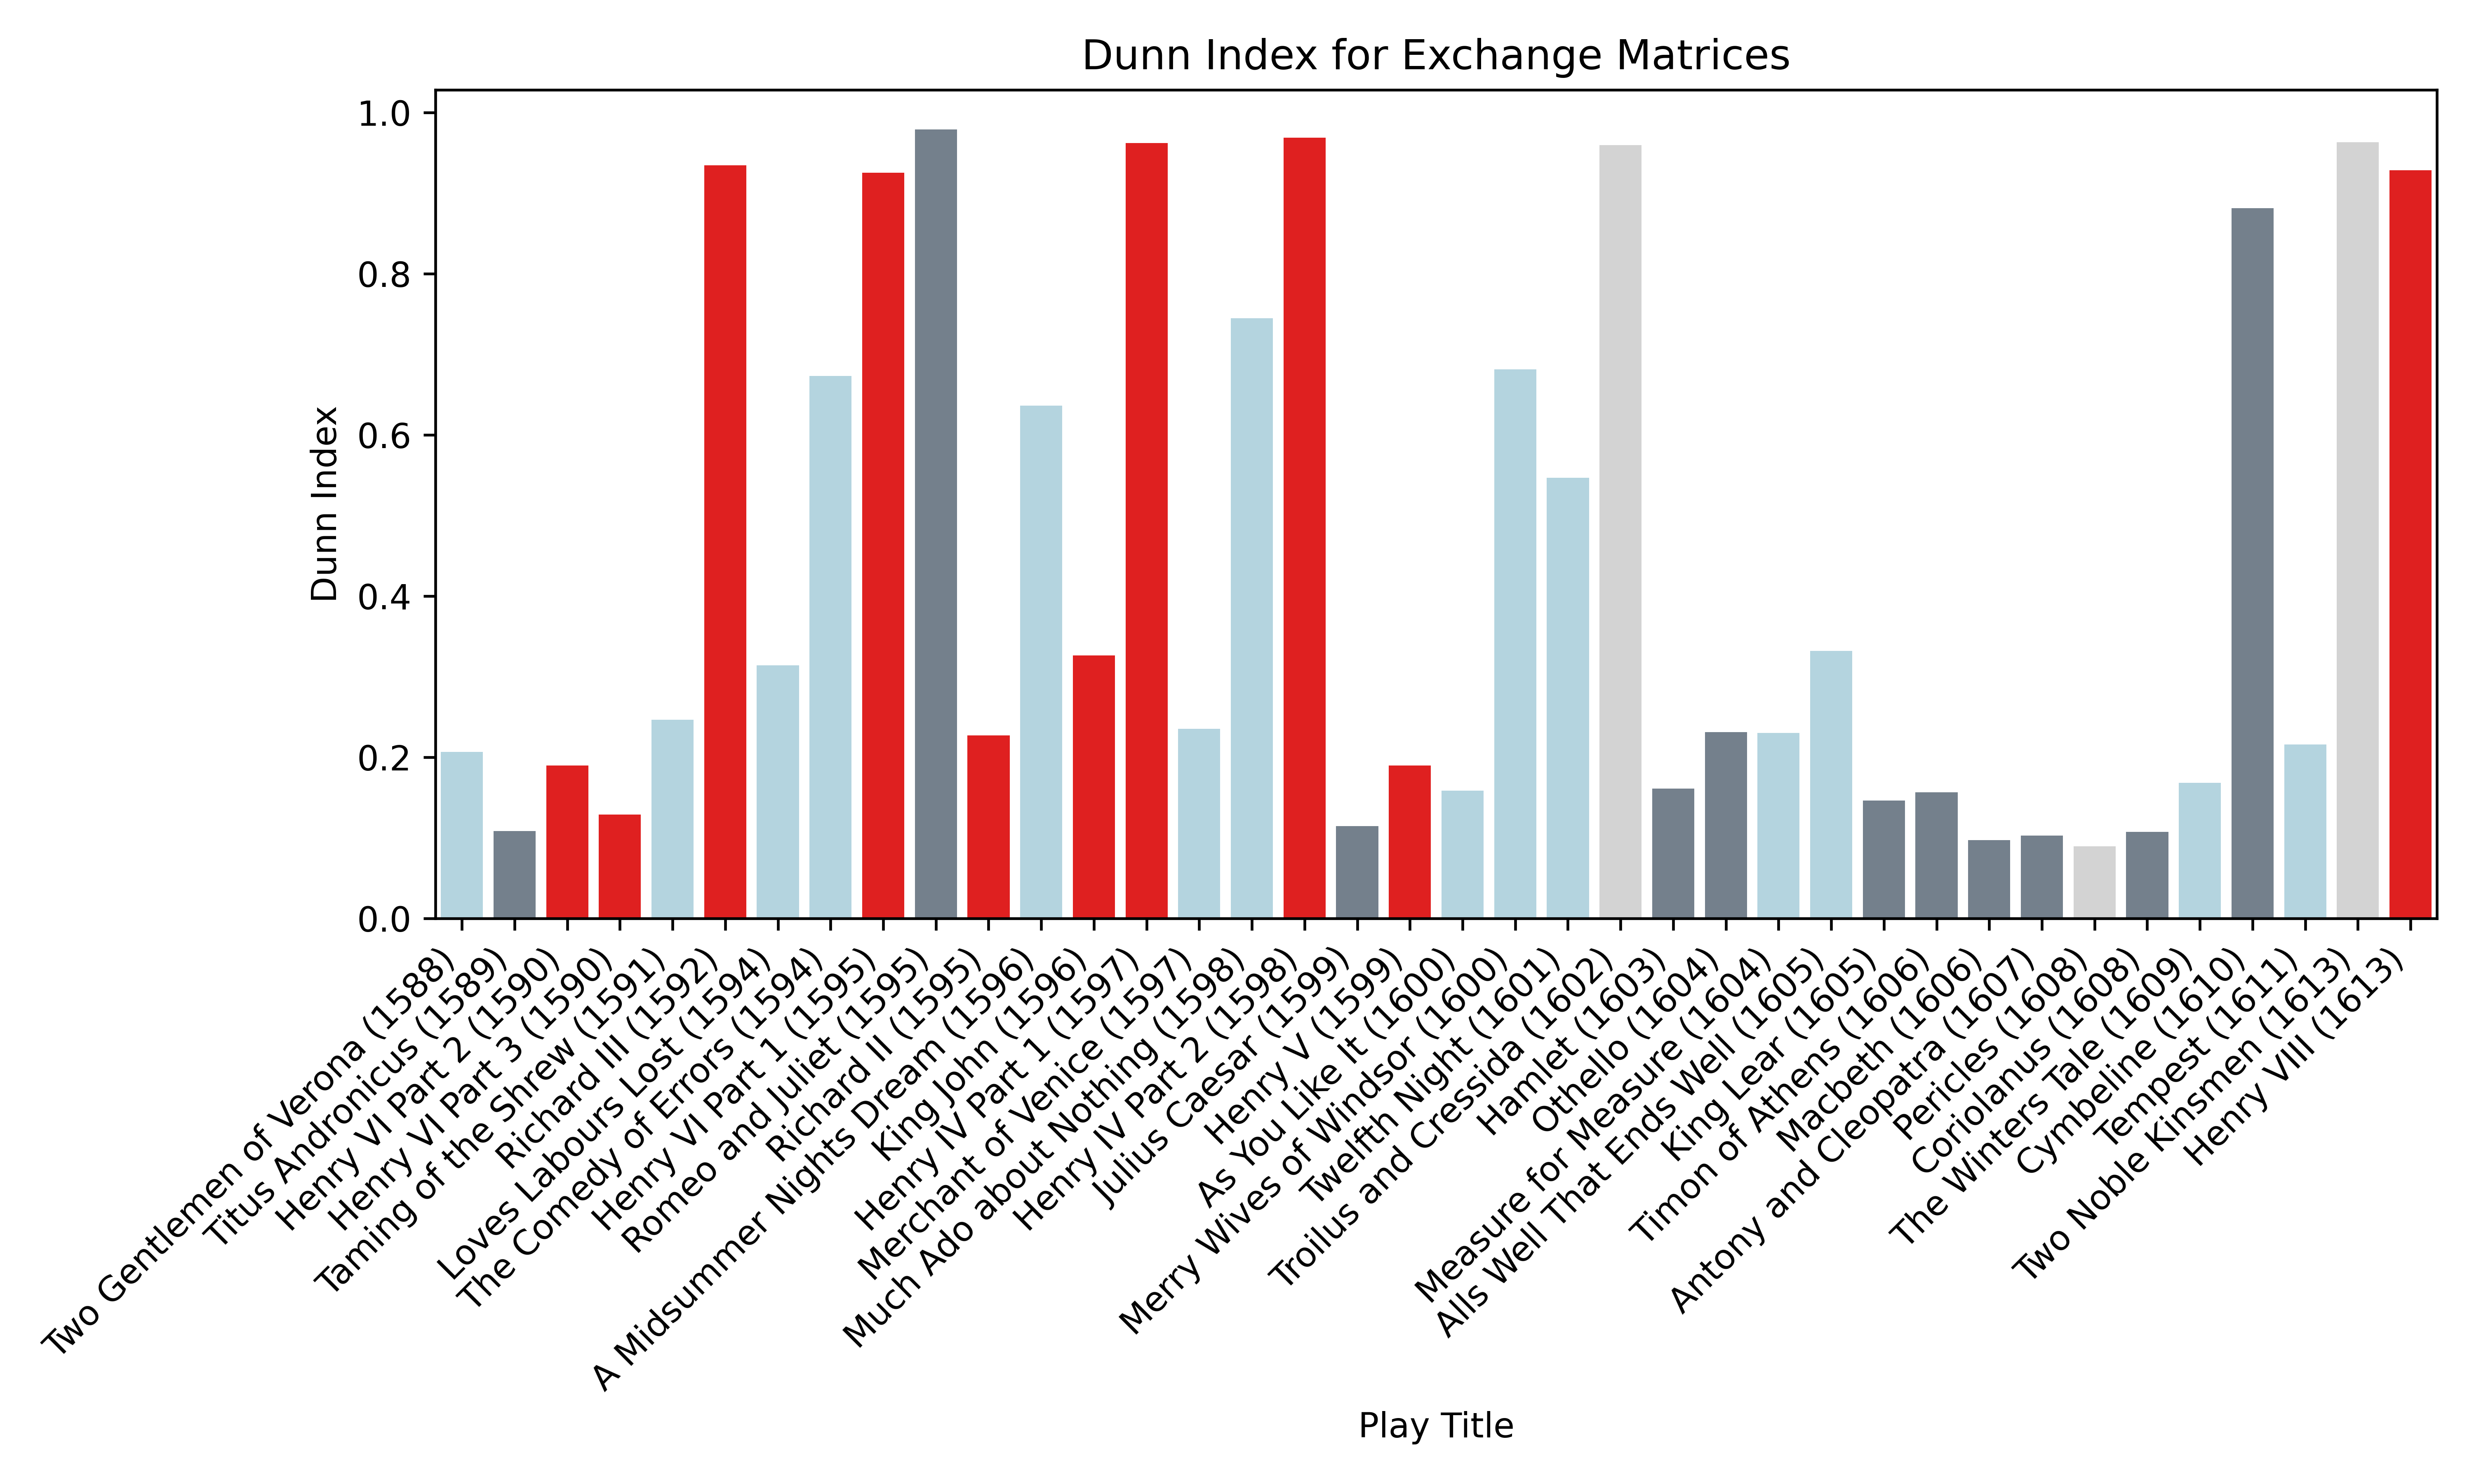 Dunn Index for Exchange Matrices
1.0
0.8
0.6
0.4
0.2
0.0
Dunn Index
Two Gentlemen of Verona (1588)
Titus Andronicus (1589)
Henry VI Part 2 (1590)
Henry VI Part 3 (1590)
Taming of the Shrew (1591)
Richard III (1592)
Loves Labours Lost (1594)
The Comedy of Errors (1594)
Henry VI Part 1 (1595)
Romeo and Juliet (1595)
Richard II (1595)
A Midsummer Nights Dream (1596)
King John (1596)
Henry IV Part 1 (1597)
Merchant of Venice (1597)
Much Ado about Nothing (1598)
Henry IV Part 2 (1598)
Julius Caesar (1599)
Henry V (1599)
As You Like It (1600)
Merry Wives of Windsor (1600)
Twelfth Night (1601)
Troilus and Cressida (1602)
Hamlet (1603)
Othello (1604)
Measure for Measure (1604)
Alls Well That Ends Well (1605)
King Lear (1605)
Timon of Athens (1606)
Macbeth (1606)
Antony and Cleopatra (1607)
Pericles (1608)
Coriolanus (1608)
The Winters Tale (1609)
Cymbeline (1610)
Tempest (1611)
Two Noble Kinsmen (1613)
Henry VIII (1613)
Play Title